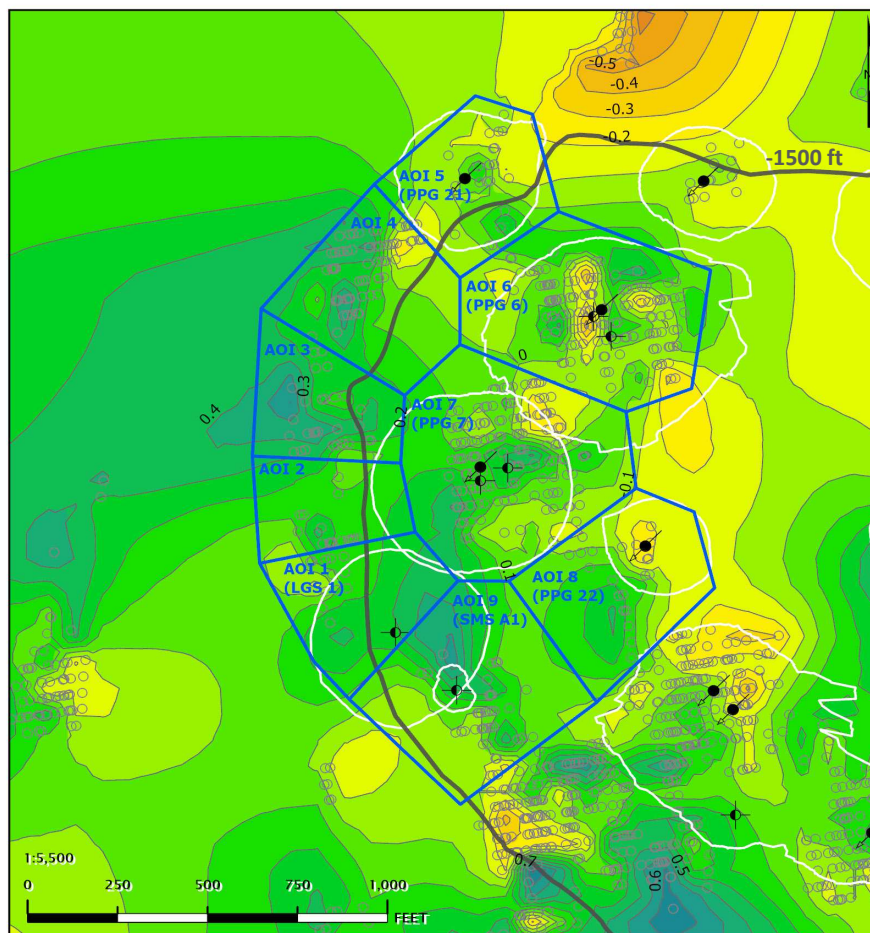 -0.5
-0.4
-0.3
-0.2
-1500 ft
AOI 5
(PPG 21)
AOI 4
AOI 6
(PPG 6)
0
AOI 3
0.3
0.4
0.2
AOI 7
(PPG 7)
AOI 2
-0.1
0.1
AOI 1
(LGS 1)
AOI 8
(PPG 22)
AOI 9
(SMS A1)
0.7
0.6
0.5
1:5,500
0 250 500 750 1,000
FEET